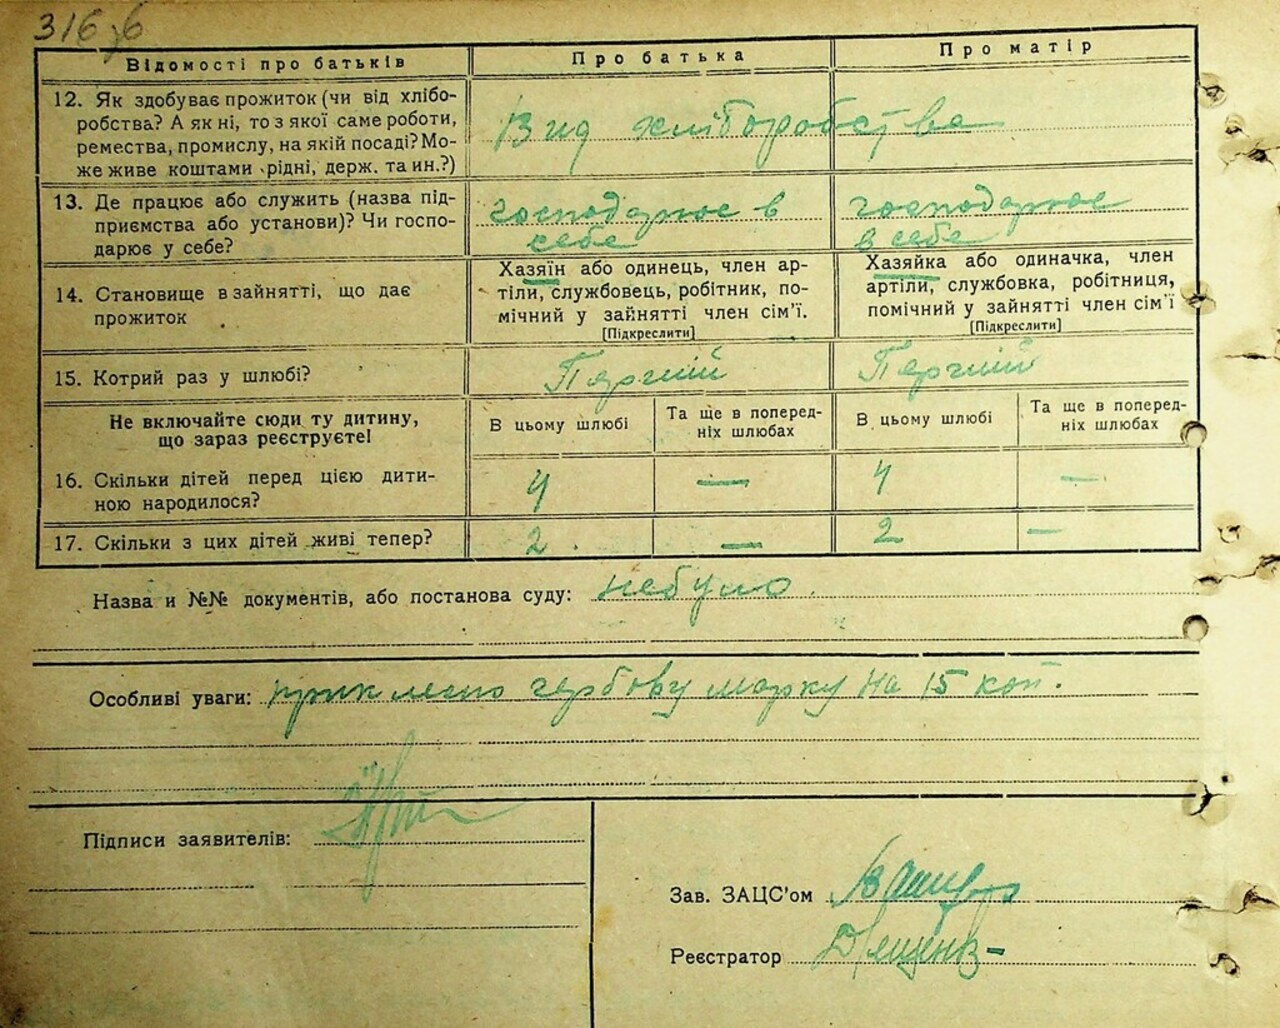 316 зб
Відомості про батьків
Про батька
Про матір
12. Як здобуває прожиток (чи від хлібо-
робства? А як ні, то з якої саме роботи,
ремества, промислу, на якій посаді? Мо-
же живе коштами рідні, держ. та ин.?)
Вид хліборобства
13. Де працює або служить (назва під-
приємства або установи)? Чи госпо-
дарює у себе?
господарює в
себе
господарює
в себе
14. Становище в зайнятті, що дає
прожиток
Хазяїн або одинець, член ар-
тіли, службовець, робітник, по-
мічний у зайнятті член сім'ї.
[Підкреслити]
Хазяйка або одиначка, член
артіли, службовка, робітниця,
помічний у зайнятті член сім'ї
[Підкреслити]
15. Котрий раз у шлюбі?
Перший
Перший
Не включайте сюди ту дитину,
що зараз реєструєте!
В цьому шлюбі
Та ще в поперед-
ніх шлюбах
В цьому шлюбі
Та ще в поперед-
ніх шлюбах
16. Скільки дітей перед цією дити-
ною народилося?
4 — 4 —
17. Скільки з цих дітей живі тепер?
2 — 2 —
Назва и №№ документів, або постанова суду: небуло
Особливі уваги: приклеено гербову марку на 15 коп.
Підписи заявителів:
Зав. ЗАЦС'ом
Реєстратор